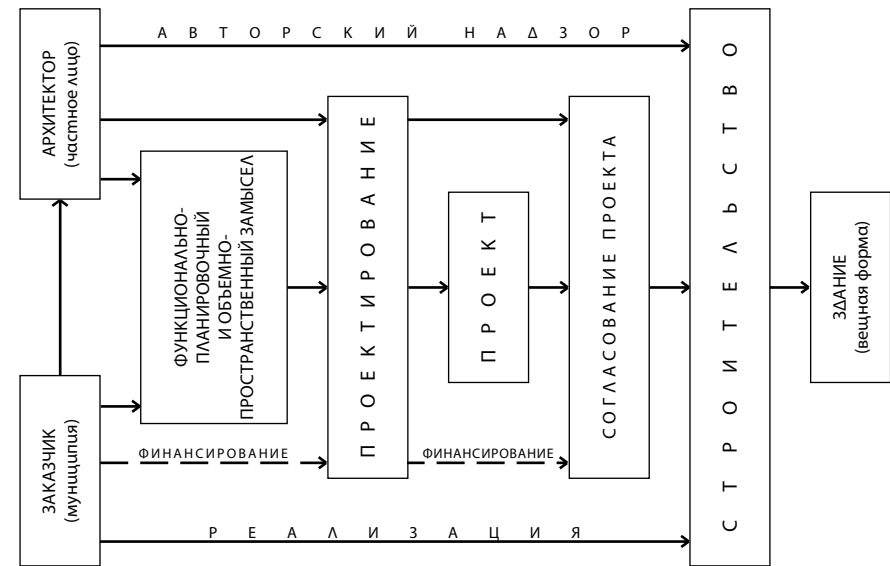 АВТОРСКИЙ НАДЗОР
АРХИТЕКТОР
(частное лицо)
ФУНКЦИОНАЛЬНО-
ПЛАНИРОВОЧНЫЙ
И ОБЪЕМНО-
ПРОСТРАНСТВЕННЫЙ ЗАМЫСЕЛ
ПРОЕКТИРОВАНИЕ
ПРОЕКТ
СОГЛАСОВАНИЕ ПРОЕКТА
СТРОИТЕЛЬСТВО
ЗДАНИЕ
(вещная форма)
ЗАКАЗЧИК
(муниципия)
ФИНАНСИРОВАНИЕ
ФИНАНСИРОВАНИЕ
РЕАЛИЗАЦИЯ